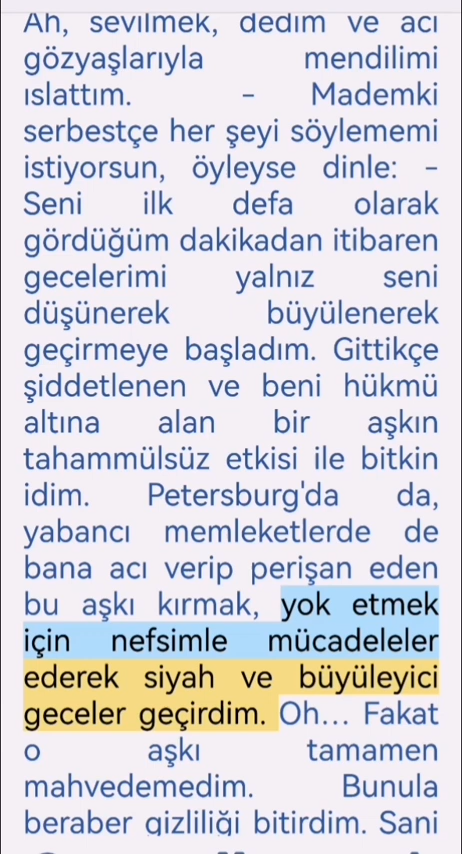 Ah, sevilmek, dedim ve acı
gözyaşlarıyla mendilimi
ıslattım. - Mademki
serbestçe her şeyi söylememi
istiyorsun, öyleyse dinle: -
Seni ilk defa olarak
gördüğüm dakikadan itibaren
gecelerimi yalnız seni
düşünerek büyülenerek
geçirmeye başladım. Gittikçe
şiddetlenen ve beni hükmü
altına alan bir aşkın
tahammülsüz etkisi ile bitkin
idim. Petersburg'da da,
yabancı memleketlerde de
bana acı verip perişan eden
bu aşkı kırmak, yok etmek
için nefsimle mücadeleler
ederek siyah ve büyüleyici
geceler geçirdim. Oh... Fakat
o aşkı tamamen
mahvedemedim. Bunula
beraber gizliliği bitirdim. Sani